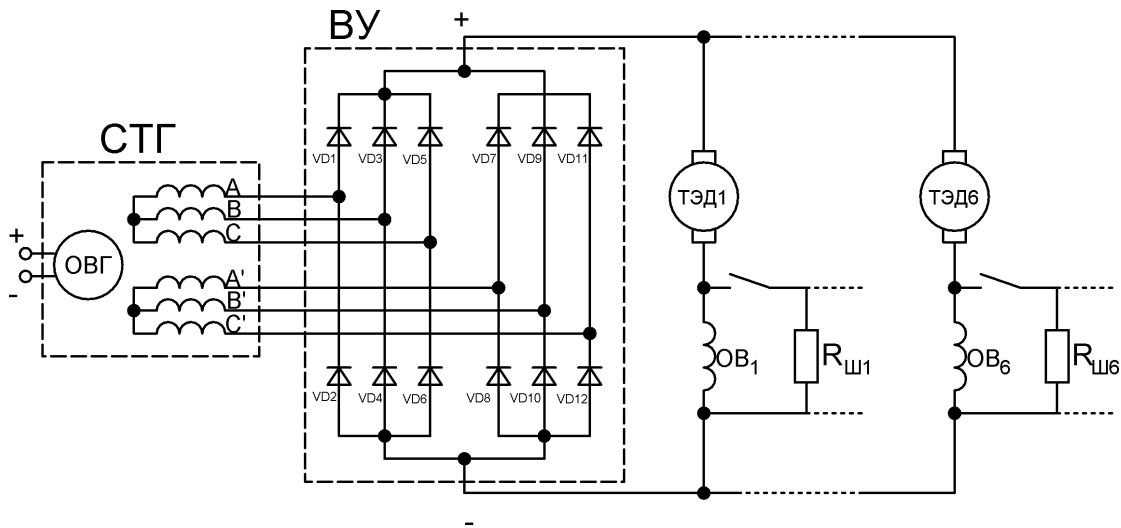 ВУ
+
СТГ
VD1
VD3
VD5
VD7
VD9
VD11
A
B
C
ТЭД1
ТЭД6
+
ОВГ
-
A'
B'
C'
ОВ1
RШ1
ОВ6
RШ6
VD2
VD4
VD6
VD8
VD10
VD12
-